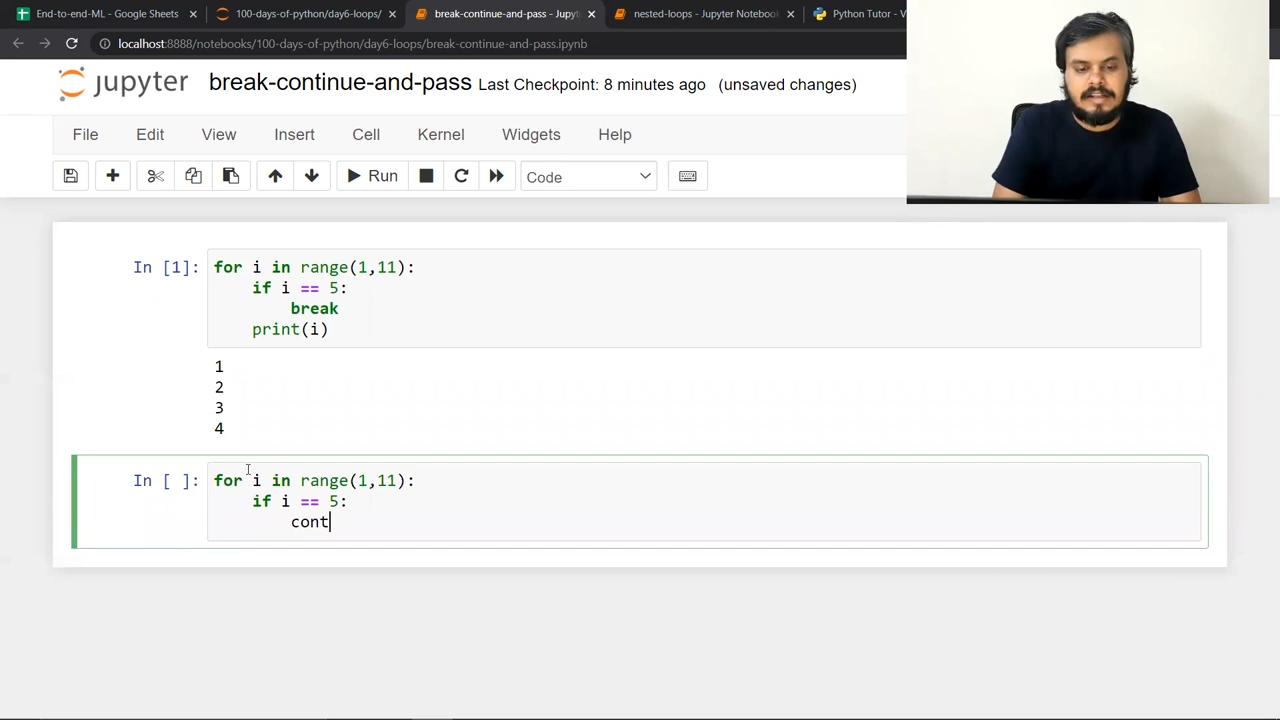 End-to-end-ML - Google Sheets
100-days-of-python/day6-loops/
break-continue-and-pass - Jupyt
nested-loops - Jupyter Notebook
Python Tutor - V
localhost:8888/notebooks/100-days-of-python/day6-loops/break-continue-and-pass.ipynb
jupyter break-continue-and-pass Last Checkpoint: 8 minutes ago (unsaved changes)
File Edit View Insert Cell Kernel Widgets Help
Run Code
In [1]: for i in range(1,11):
if i == 5:
break
print(i)
1
2
3
4
In [ ]: for i in range(1,11):
if i == 5:
cont